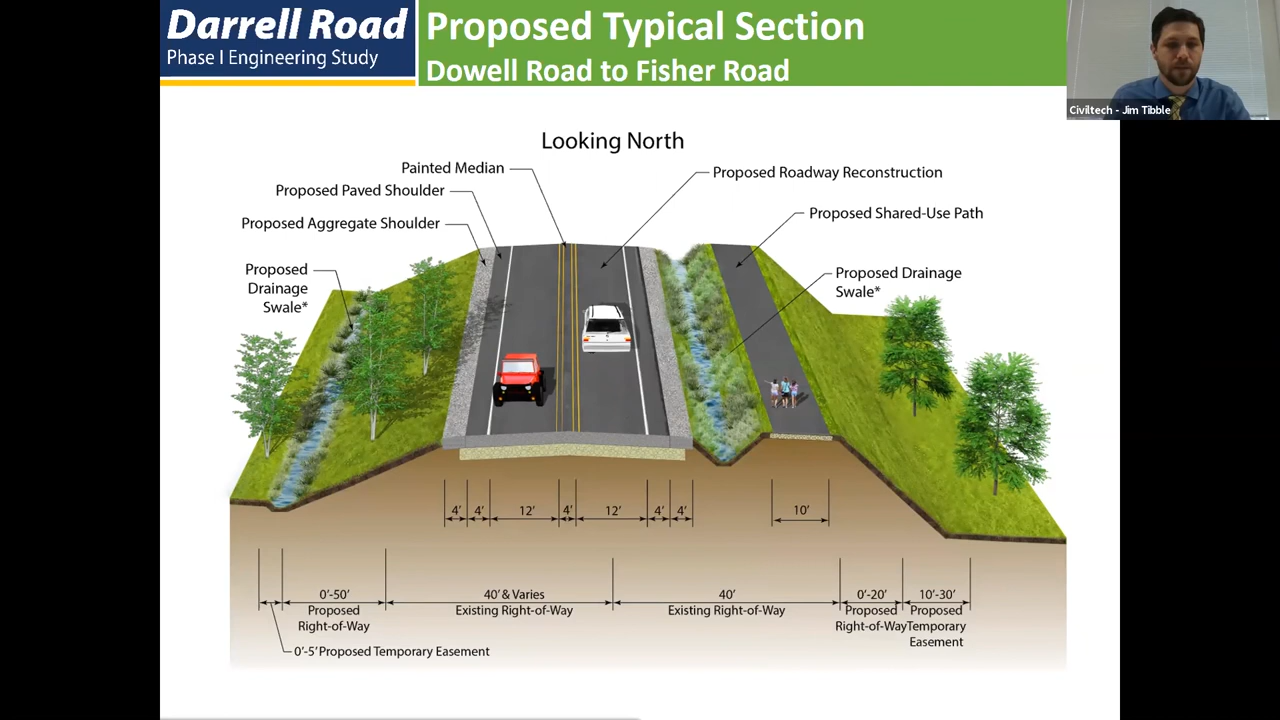 Darrell Road
Phase I Engineering Study
Proposed Typical Section
Dowell Road to Fisher Road
Civiltech - Jim Tibble
Looking North
Painted Median
Proposed Roadway Reconstruction
Proposed Paved Shoulder
Proposed Shared-Use Path
Proposed Aggregate Shoulder
Proposed
Drainage
Swale*
Proposed Drainage
Swale*
4' 4' 12' 4' 12' 4' 4' 10'
0'-50'
Proposed
Right-of-Way
40' & Varies
Existing Right-of-Way
40'
Existing Right-of-Way
0'-20'
Proposed
Right-of-Way
10'-30'
Proposed
Temporary
Easement
0'-5' Proposed Temporary Easement